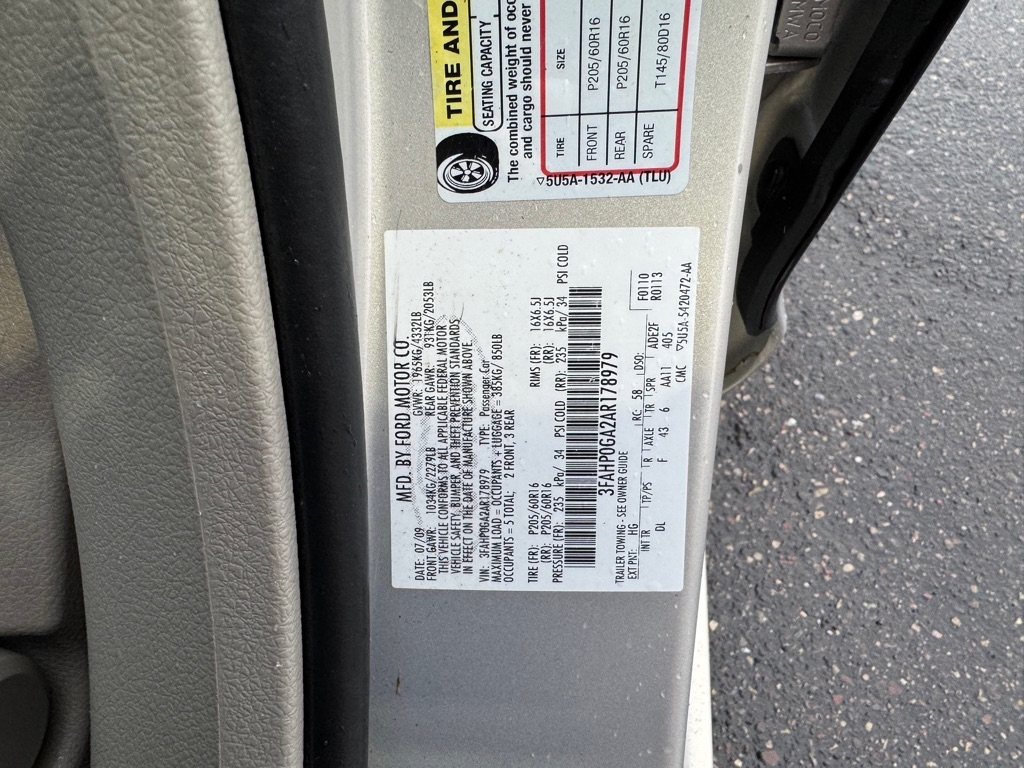 TIRE AND
SEATING CAPACITY
The combined weight of occ
and cargo should never
TIRE SIZE
FRONT P205/60R16
REAR P205/60R16
SPARE T145/80D16
▽5U5A-1532-AA (TLU)
MFD. BY FORD MOTOR CO.
DATE: 07/09 GVWR: 1965KG/4332LB
FRONT GAWR: 1034KG/2279LB REAR GAWR: 931KG/2053LB
THIS VEHICLE CONFORMS TO ALL APPLICABLE FEDERAL MOTOR
VEHICLE SAFETY, BUMPER, AND THEFT PREVENTION STANDARDS
IN EFFECT ON THE DATE OF MANUFACTURE SHOWN ABOVE.
VIN: 3FAHP0GA2AR178979 TYPE: Passenger Car
MAXIMUM LOAD = OCCUPANTS + LUGGAGE = 385KG/ 850LB
OCCUPANTS = 5 TOTAL; 2 FRONT, 3 REAR
TIRE (FR): P205/60R16 RIMS (FR): 16X6.5J
(RR): P205/60R16 (RR): 16X6.5J
PRESSURE (FR): 235 kPa/ 34 PSI COLD (RR): 235 kPa/ 34 PSI COLD
3FAHP0GA2AR178979
TRAILER TOWING - SEE OWNER GUIDE
EXT PNT: HG RC: 58 DSO: F0110
R0113
INT TR TP/PS R AXLE TR SPR ADE2F
DL F 43 6 AA11 405
CMC ▽5U5A-5420472-AA